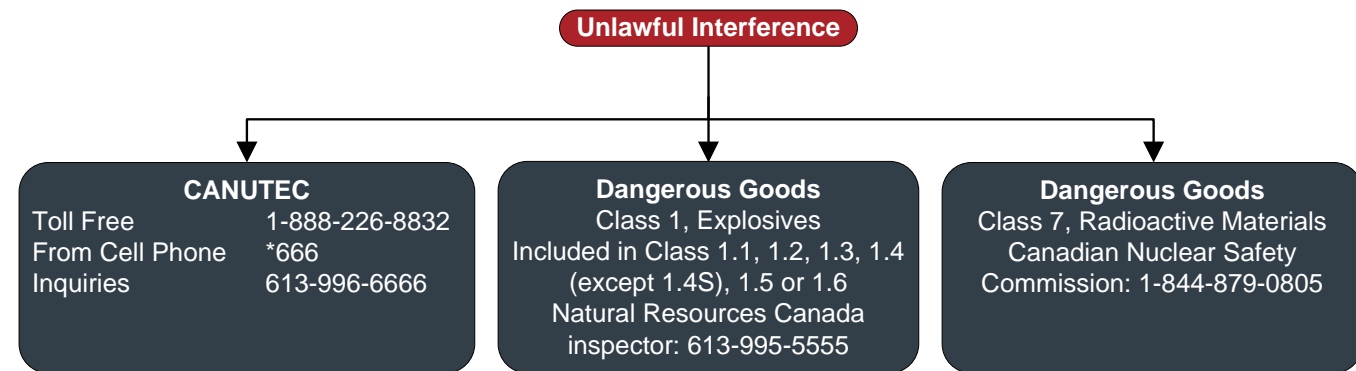 Unlawful Interference
CANUTEC
Toll Free 1-888-226-8832
From Cell Phone *666
Inquiries 613-996-6666
Dangerous Goods
Class 1, Explosives
Included in Class 1.1, 1.2, 1.3, 1.4
(except 1.4S), 1.5 or 1.6
Natural Resources Canada
inspector: 613-995-5555
Dangerous Goods
Class 7, Radioactive Materials
Canadian Nuclear Safety
Commission: 1-844-879-0805